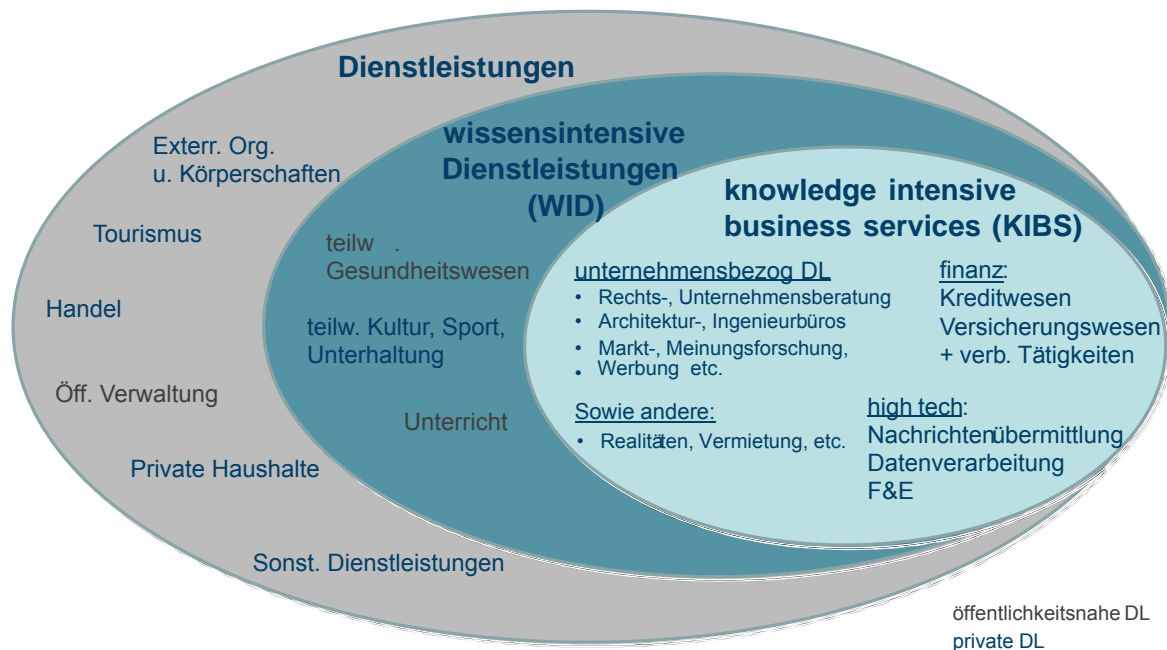 Dienstleistungen
wissensintensive
Dienstleistungen
(WID)
knowledge intensive
business services (KIBS)
Exterr. Org.
u. Körperschaften
Tourismus
Handel
Öff. Verwaltung
Private Haushalte
Sonst. Dienstleistungen
teilw .
Gesundheitswesen
teilw. Kultur, Sport,
Unterhaltung
Unterricht
unternehmensbezog DL
• Rechts-, Unternehmensberatung
• Architektur-, Ingenieurbüros
• Markt-, Meinungsforschung,
• Werbung etc.
Sowie andere:
• Realitäten, Vermietung, etc.
finanz:
Kreditwesen
Versicherungswesen
+ verb. Tätigkeiten
high tech:
Nachrichtenübermittlung
Datenverarbeitung
F&E
öffentlichkeitsnahe DL
private DL